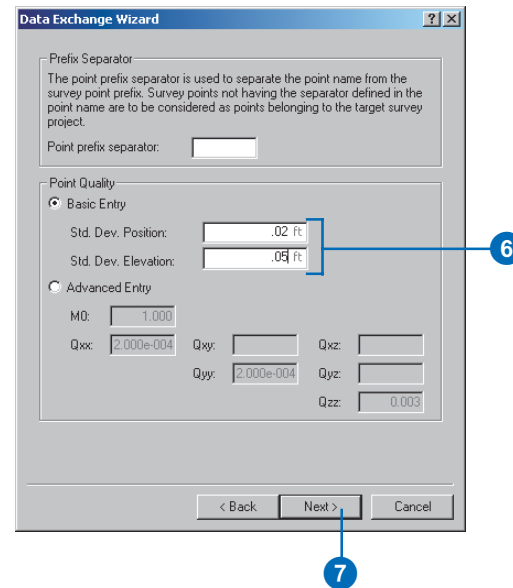 Data Exchange Wizard
? X
Prefix Separator
The point prefix separator is used to separate the point name from the
survey point prefix. Survey points not having the separator defined in the
point name are to be considered as points belonging to the target survey
project.
Point prefix separator:
Point Quality
Basic Entry
Std. Dev. Position: .02 ft
Std. Dev. Elevation: .05 ft
6
Advanced Entry
M0: 1.000
Qxx: 2.000e-004 Qxy: Qxz:
Qyy: 2.000e-004 Qyz:
Qzz: 0.003
< Back Next > Cancel
7